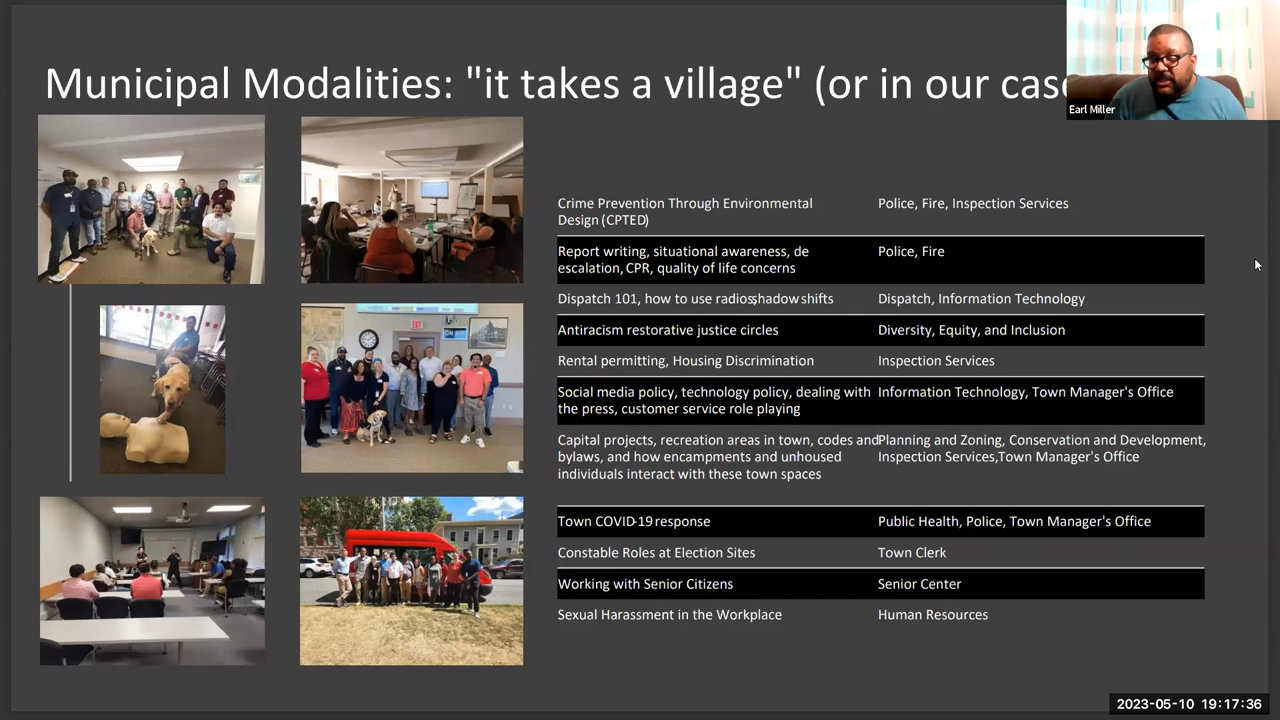 Municipal Modalities: "it takes a village" (or in our case
Earl Miller
Crime Prevention Through Environmental
Design (CPTED)
Police, Fire, Inspection Services
Report writing, situational awareness, de
escalation, CPR, quality of life concerns
Police, Fire
Dispatch 101, how to use radios,shadow shifts
Dispatch, Information Technology
Antiracism restorative justice circles
Diversity, Equity, and Inclusion
Rental permitting, Housing Discrimination
Inspection Services
Social media policy, technology policy, dealing with
the press, customer service role playing
Information Technology, Town Manager's Office
Capital projects, recreation areas in town, codes and
bylaws, and how encampments and unhoused
individuals interact with these town spaces
Planning and Zoning, Conservation and Development,
Inspection Services,Town Manager's Office
Town COVID-19 response
Public Health, Police, Town Manager's Office
Constable Roles at Election Sites
Town Clerk
Working with Senior Citizens
Senior Center
Sexual Harassment in the Workplace
Human Resources
2023-05-10 19:17:36